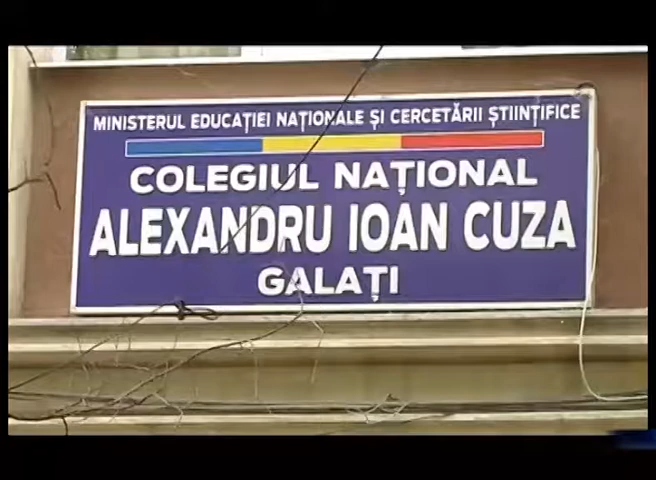 MINISTERUL EDUCAȚIEI NAȚIONALE ȘI CERCETĂRII ȘTIINȚIFICE
COLEGIUL NAȚIONAL
ALEXANDRU IOAN CUZA
GALAȚI